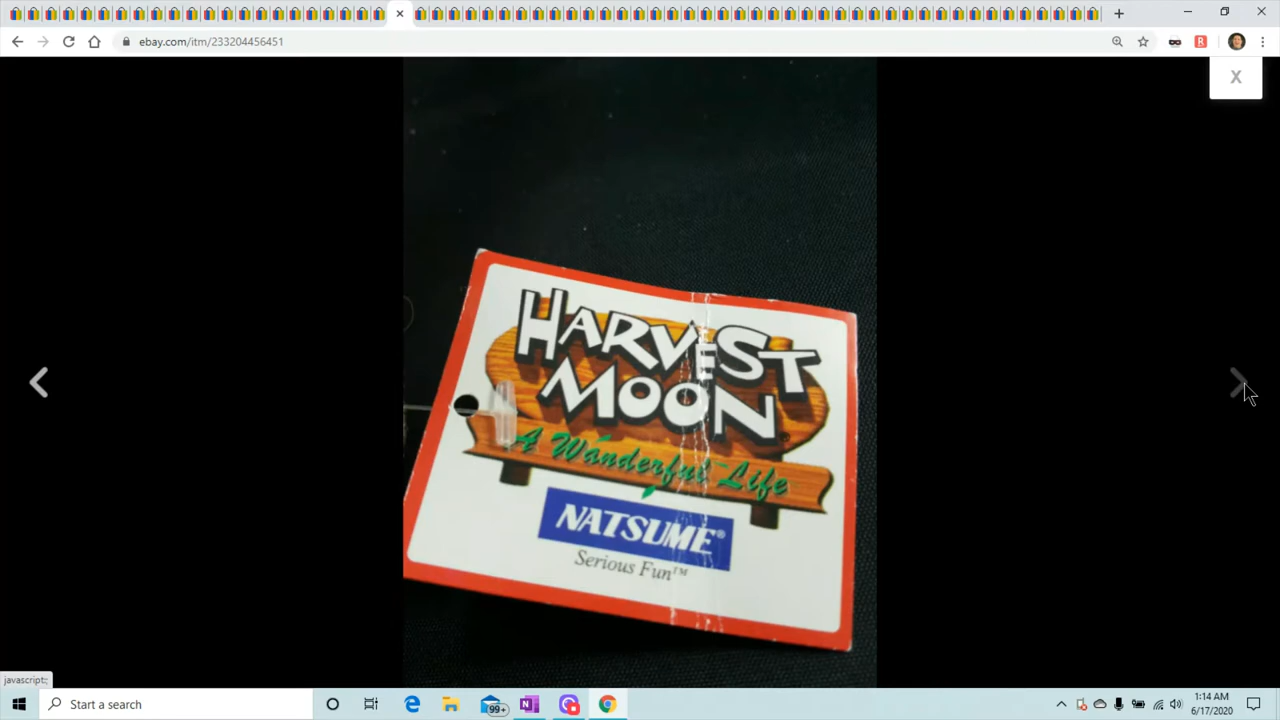 ebay.com/itm/233204456451
R
X
HARVEST
MOON
A Wonderful Life
NATSUME®
Serious Fun™
javascript:;
Start a search
99+
1:14 AM
6/17/2020